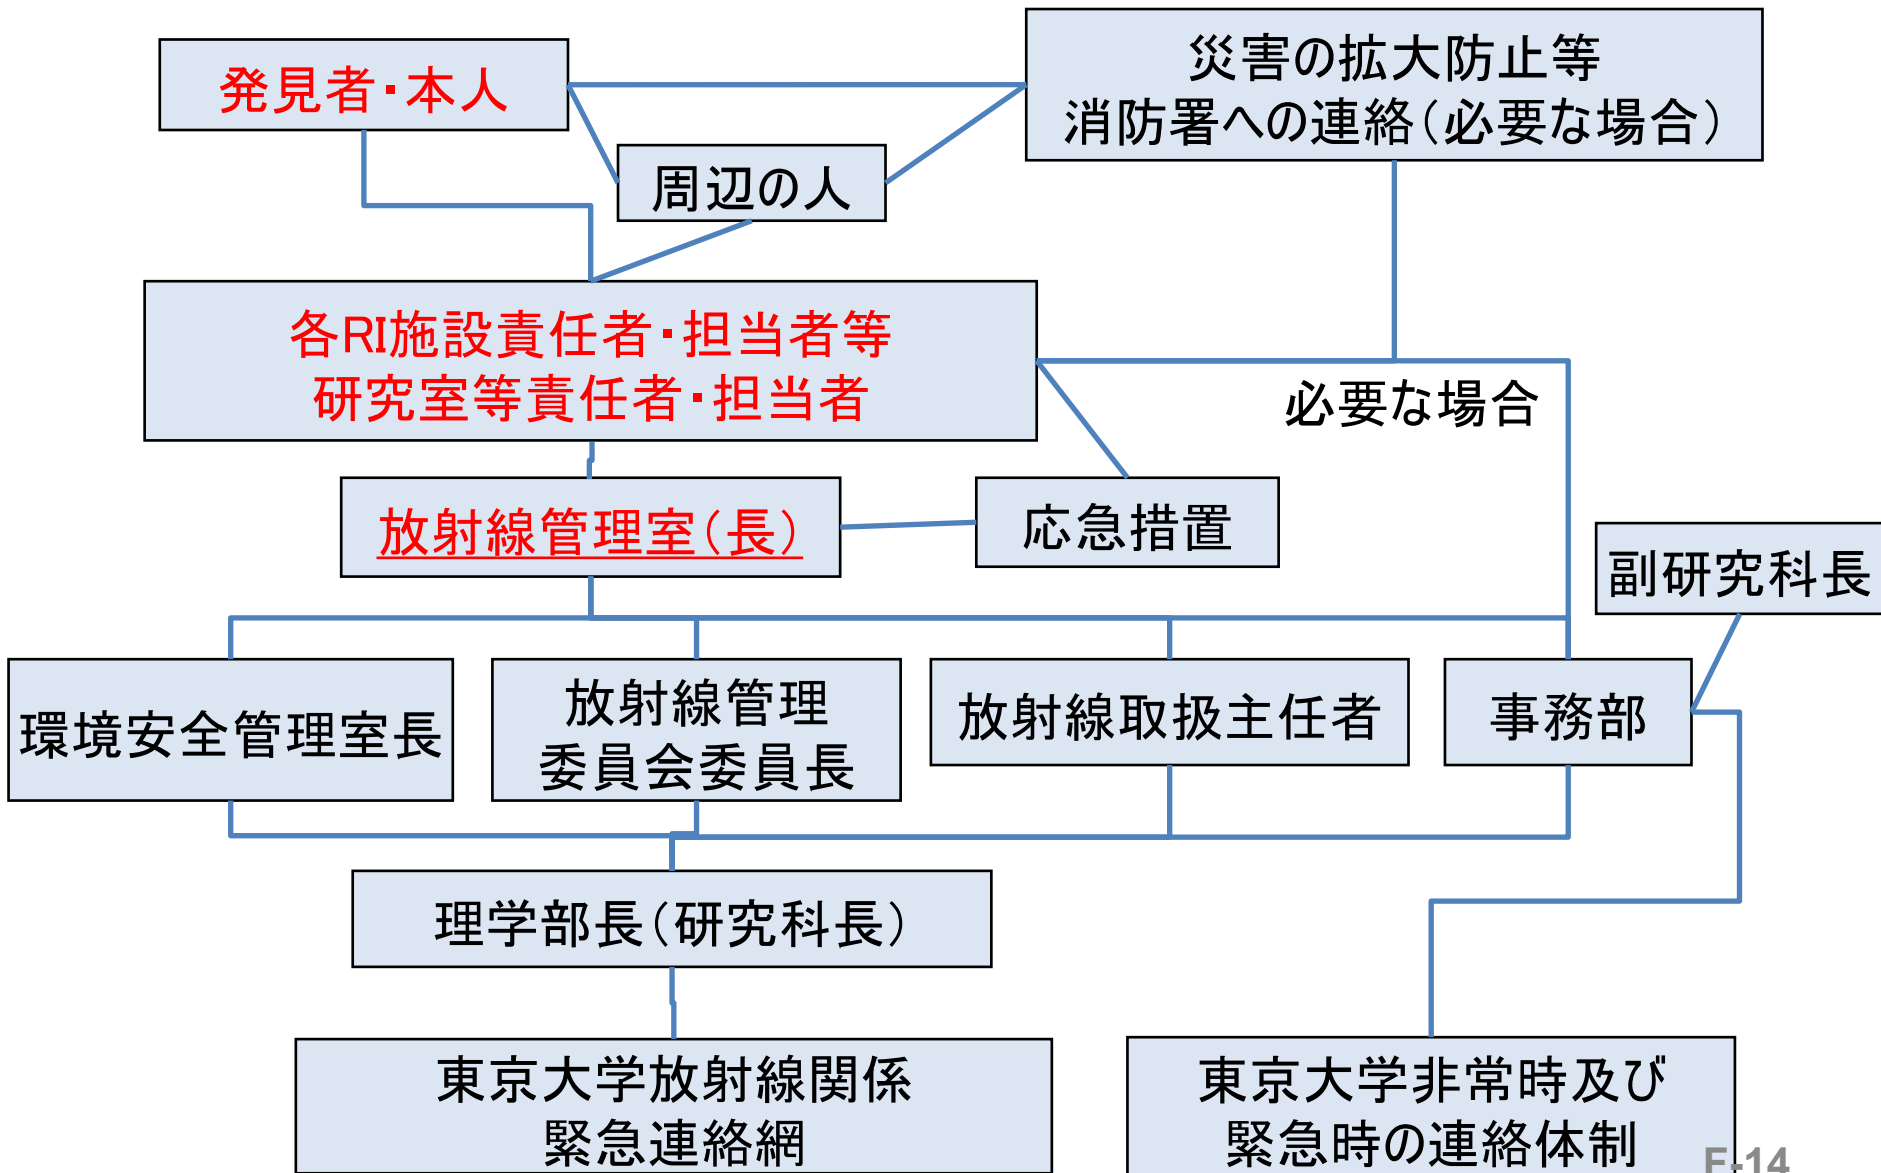 発見者・本人
災害の拡大防止等
消防署への連絡（必要な場合）
周辺の人
各RI施設責任者・担当者等
研究室等責任者・担当者
必要な場合
放射線管理室（長）
応急措置
副研究科長
環境安全管理室長
放射線管理
委員会委員長
放射線取扱主任者
事務部
理学部長（研究科長）
東京大学放射線関係
緊急連絡網
東京大学非常時及び
緊急時の連絡体制
F-14